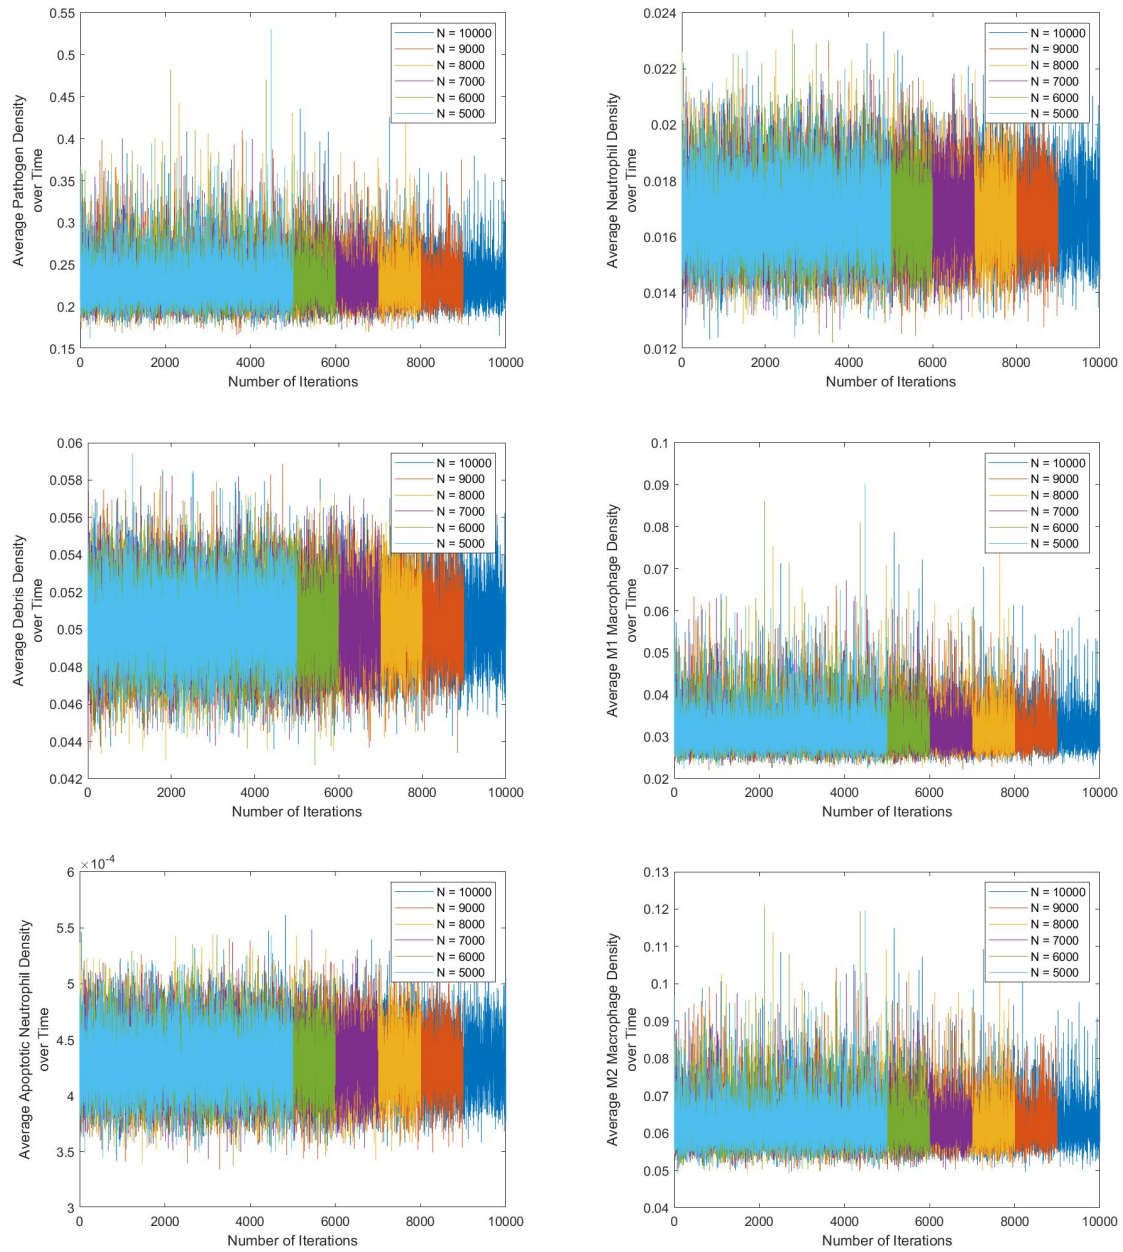 0.55
0.5
0.45
0.4
0.35
0.3
0.25
0.2
0.15
Average Pathogen Density
over Time
N = 10000
N = 9000
N = 8000
N = 7000
N = 6000
N = 5000
0 2000 4000 6000 8000 10000
Number of Iterations
0.024
0.022
0.02
0.018
0.016
0.014
0.012
Average Neutrophil Density
over Time
N = 10000
N = 9000
N = 8000
N = 7000
N = 6000
N = 5000
0 2000 4000 6000 8000 10000
Number of Iterations
0.06
0.058
0.056
0.054
0.052
0.05
0.048
0.046
0.044
0.042
Average Debris Density
over Time
N = 10000
N = 9000
N = 8000
N = 7000
N = 6000
N = 5000
0 2000 4000 6000 8000 10000
Number of Iterations
0.1
0.09
0.08
0.07
0.06
0.05
0.04
0.03
0.02
Average M1 Macrophage Density
over Time
N = 10000
N = 9000
N = 8000
N = 7000
N = 6000
N = 5000
0 2000 4000 6000 8000 10000
Number of Iterations
×10⁻⁴
6
5.5
5
4.5
4
3.5
3
Average Apoptotic Neutrophil Density
over Time
N = 10000
N = 9000
N = 8000
N = 7000
N = 6000
N = 5000
0 2000 4000 6000 8000 10000
Number of Iterations
0.13
0.12
0.11
0.1
0.09
0.08
0.07
0.06
0.05
0.04
Average M2 Macrophage Density
over Time
N = 10000
N = 9000
N = 8000
N = 7000
N = 6000
N = 5000
0 2000 4000 6000 8000 10000
Number of Iterations